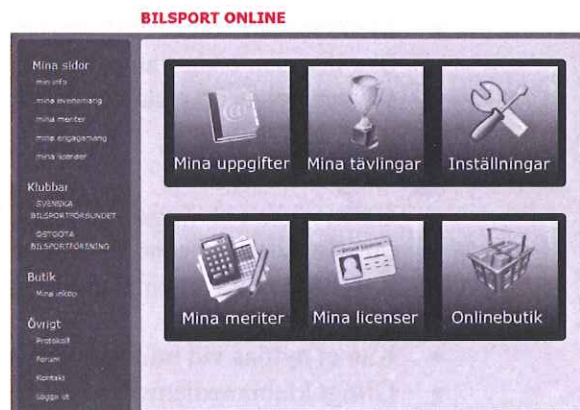 BILSPORT ONLINE
Mina sidor
min info
mina evenemang
mina meriter
mina engagemang
mina licenser
Klubbar
SVENSKA
BILSPORTFÖRBUNDET
ÖSTGÖTA
BILSPORTFÖRENING
Butik
Mina inköp
Övrigt
Protokoll
Forum
Kontakt
Logga ut
Mina uppgifter
Mina tävlingar
Inställningar
Mina meriter
Mina licenser
Onlinebutik